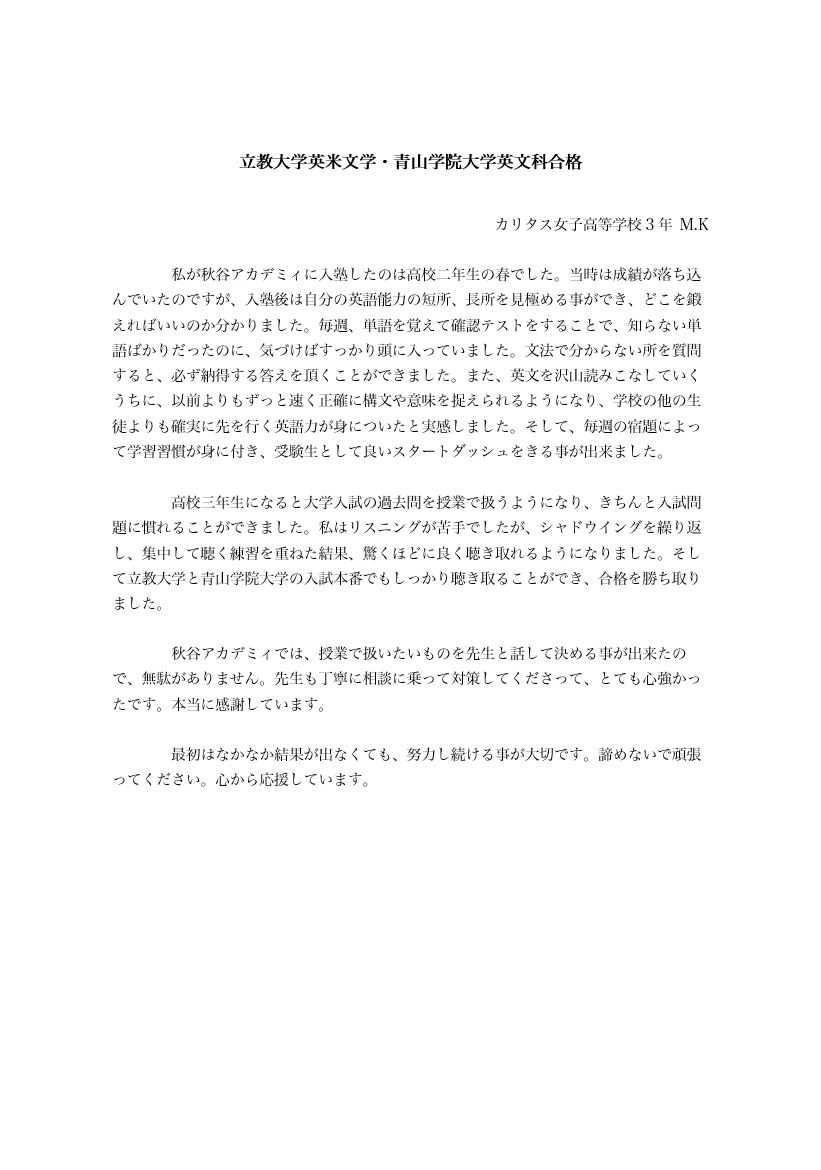 立教大学英米文学・青山学院大学英文科合格
カリタス女子高等学校３年 M.K
私が秋谷アカデミィに入塾したのは高校二年生の春でした。当時は成績が落ち込
んでいたのですが、入塾後は自分の英語能力の短所、長所を見極める事ができ、どこを鍛
えればいいのか分かりました。毎週、単語を覚えて確認テストをすることで、知らない単
語ばかりだったのに、気づけばすっかり頭に入っていました。文法で分からない所を質問
すると、必ず納得する答えを頂くことができました。また、英文を沢山読みこなしていく
うちに、以前よりもずっと速く正確に構文や意味を捉えられるようになり、学校の他の生
徒よりも確実に先を行く英語力が身についたと実感しました。そして、毎週の宿題によっ
て学習習慣が身に付き、受験生として良いスタートダッシュをきる事が出来ました。
高校三年生になると大学入試の過去問を授業で扱うようになり、きちんと入試問
題に慣れることができました。私はリスニングが苦手でしたが、シャドウイングを繰り返
し、集中して聴く練習を重ねた結果、驚くほどに良く聴き取れるようになりました。そし
て立教大学と青山学院大学の入試本番でもしっかり聴き取ることができ、合格を勝ち取り
ました。
秋谷アカデミィでは、授業で扱いたいものを先生と話して決める事が出来たの
で、無駄がありません。先生も丁寧に相談に乗って対策してくださって、とても心強かっ
たです。本当に感謝しています。
最初はなかなか結果が出なくても、努力し続ける事が大切です。諦めないで頑張
ってください。心から応援しています。